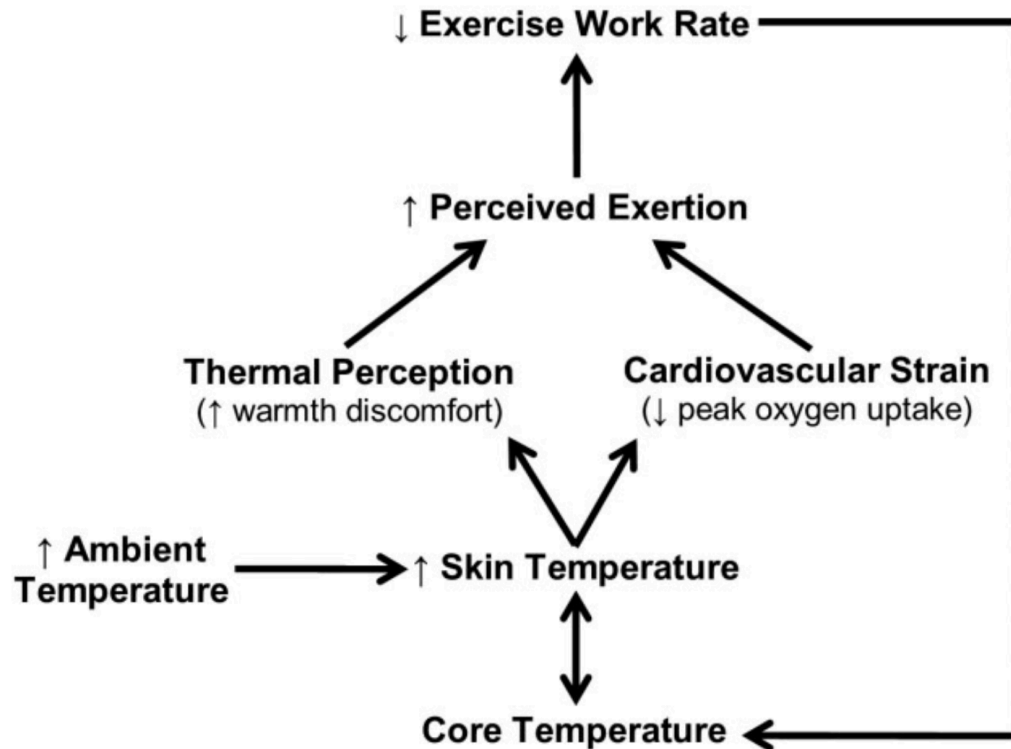 ↓ Exercise Work Rate
↑ Perceived Exertion
Thermal Perception
(↑ warmth discomfort)
Cardiovascular Strain
(↓ peak oxygen uptake)
↑ Ambient
Temperature
↑ Skin Temperature
Core Temperature